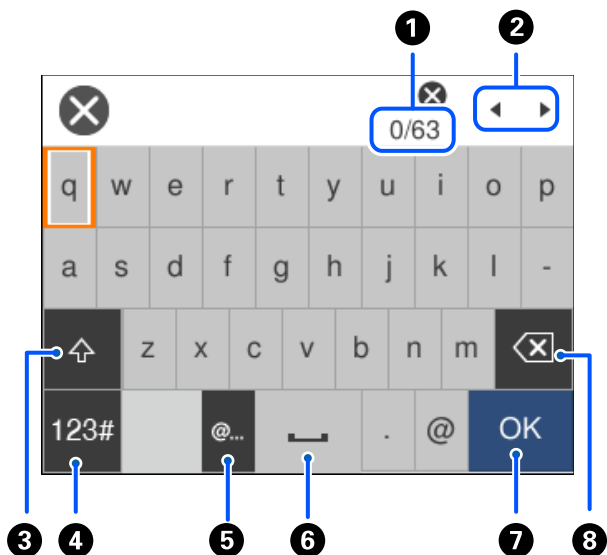 1 2
0/63
q w e r t y u i o p
a s d f g h j k l -
z x c v b n m
123# @... . @ OK
3 4 5 6 7 8